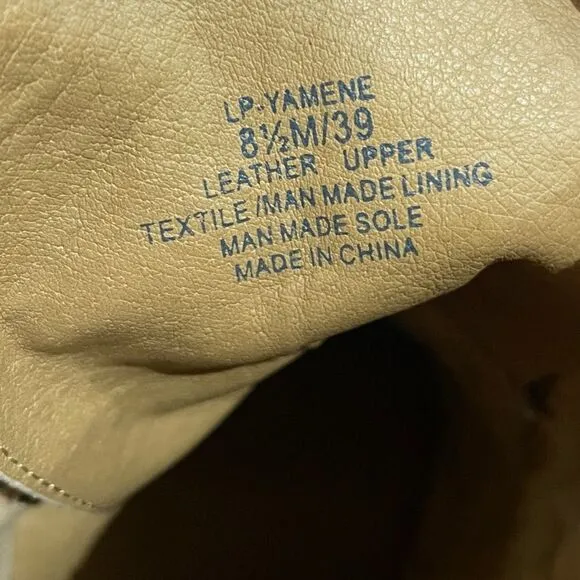 LP-YAMENE
8½M/39
LEATHER UPPER
TEXTILE/MAN MADE LINING
MAN MADE SOLE
MADE IN CHINA